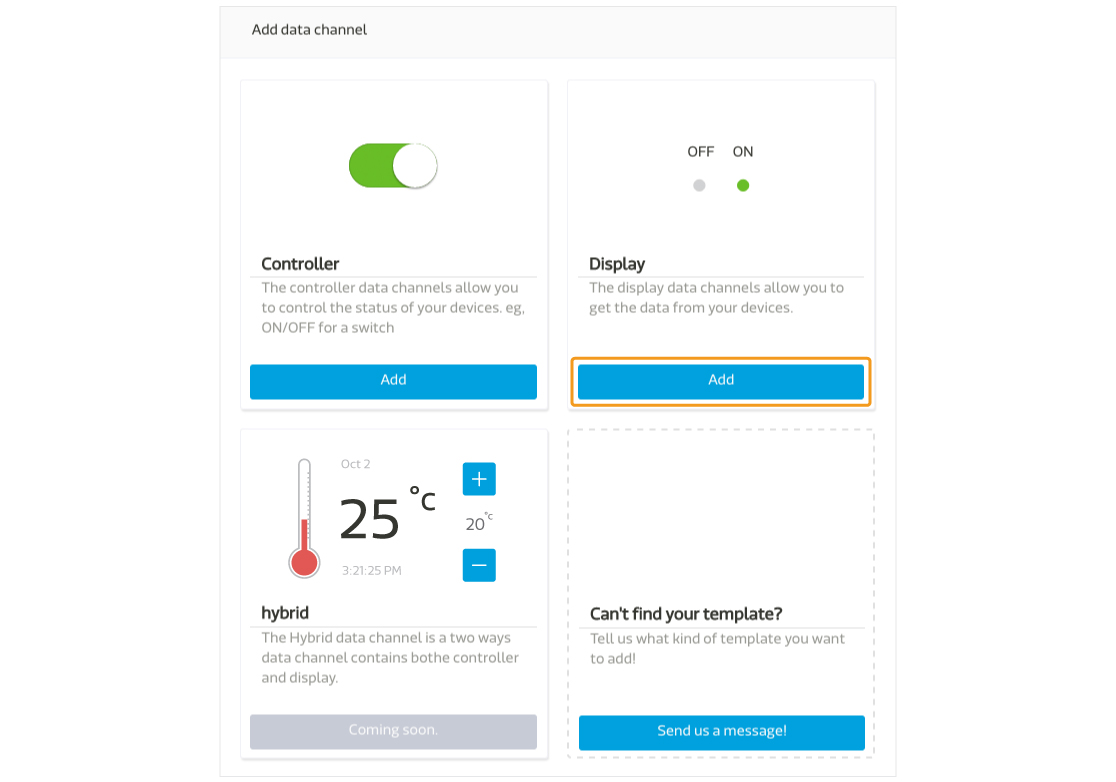 Add data channel
OFF ON
Controller
The controller data channels allow you
to control the status of your devices. eg,
ON/OFF for a switch
Add
Display
The display data channels allow you to
get the data from your devices.
Add
Oct 2
25 °c
3:21:25 PM
+
20°c
−
hybrid
The Hybrid data channel is a two ways
data channel contains bothe controller
and display.
Coming soon.
Can't find your template?
Tell us what kind of template you want
to add!
Send us a message!